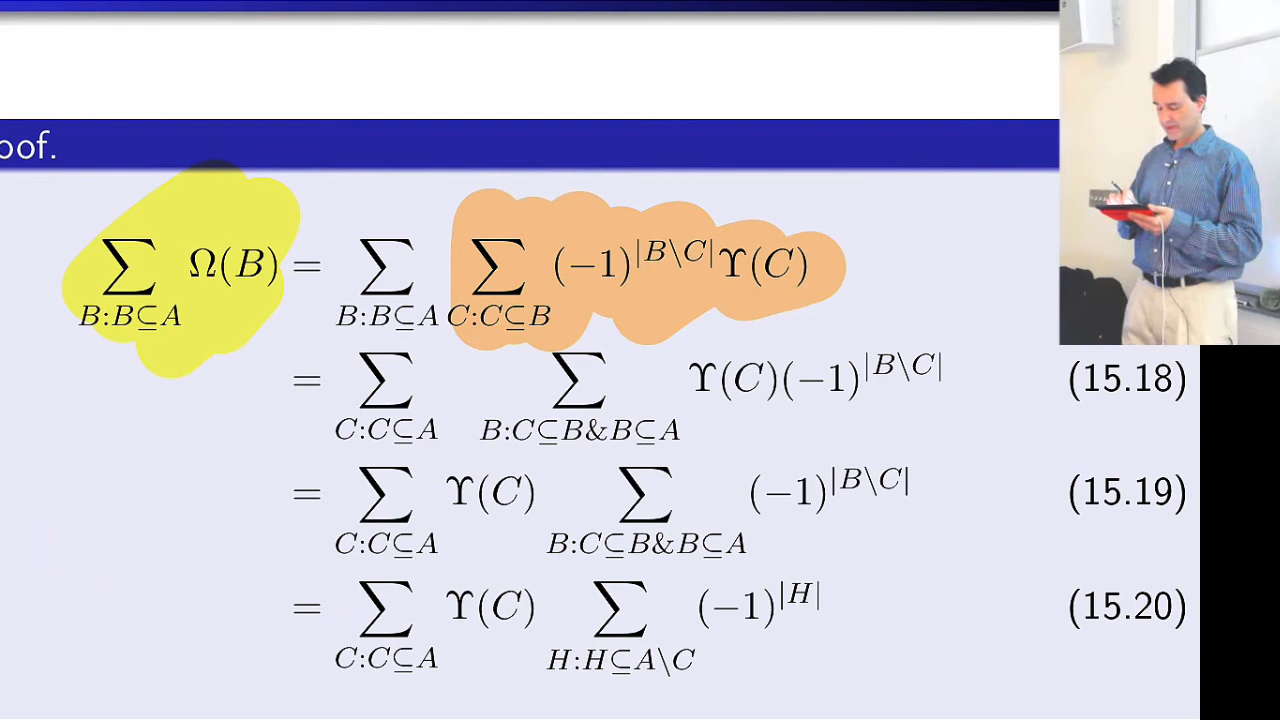 oof.
∑_{B:B⊆A} Ω(B) = ∑_{B:B⊆A} ∑_{C:C⊆B} (−1)^{|B\C|}ϒ(C)
= ∑_{C:C⊆A} ∑_{B:C⊆B&B⊆A} ϒ(C)(−1)^{|B\C|} (15.18)
= ∑_{C:C⊆A} ϒ(C) ∑_{B:C⊆B&B⊆A} (−1)^{|B\C|} (15.19)
= ∑_{C:C⊆A} ϒ(C) ∑_{H:H⊆A\C} (−1)^{|H|} (15.20)